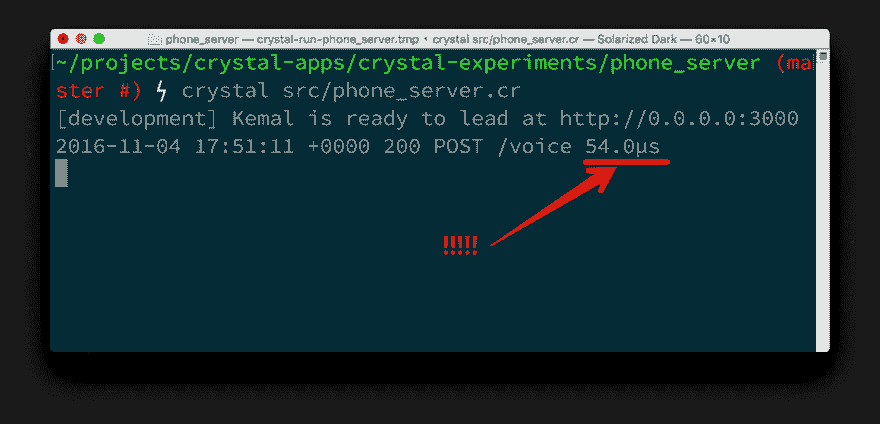 phone_server — crystal-run-phone_server.tmp • crystal src/phone_server.cr — Solarized Dark — 60×10
[~/projects/crystal-apps/crystal-experiments/phone_server (ma
ster #) ϟ crystal src/phone_server.cr
[development] Kemal is ready to lead at http://0.0.0.0:3000
2016-11-04 17:51:11 +0000 200 POST /voice 54.0µs
!!!!!